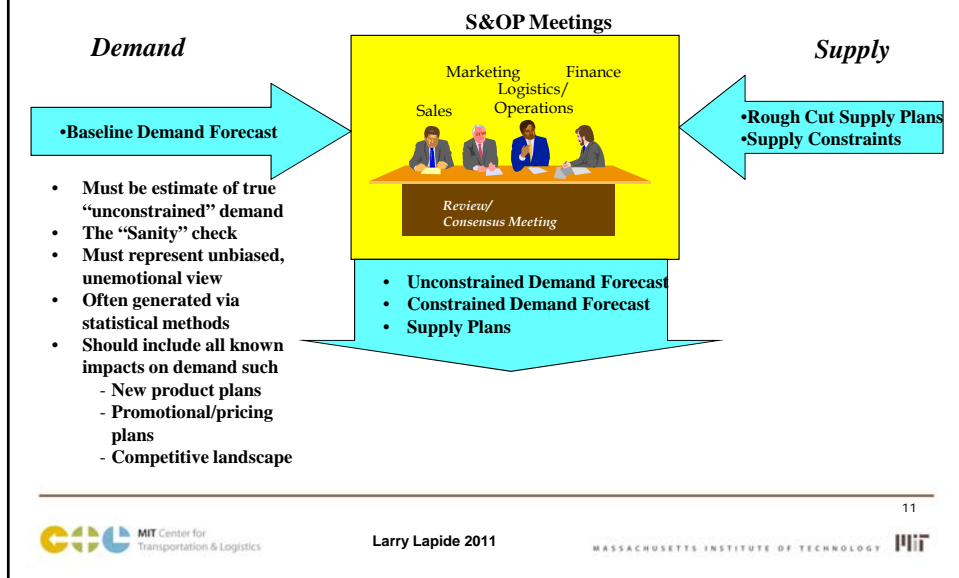 S&OP Meetings
Demand
Supply
Marketing Finance
Logistics/
Sales Operations
Review/
Consensus Meeting
•Baseline Demand Forecast
•Rough Cut Supply Plans
•Supply Constraints
• Must be estimate of true
“unconstrained” demand
• The “Sanity” check
• Must represent unbiased,
unemotional view
• Often generated via
statistical methods
• Should include all known
impacts on demand such
- New product plans
- Promotional/pricing
plans
- Competitive landscape
• Unconstrained Demand Forecast
• Constrained Demand Forecast
• Supply Plans
11
MIT Center for
Transportation & Logistics
Larry Lapide 2011
MASSACHUSETTS INSTITUTE OF TECHNOLOGY